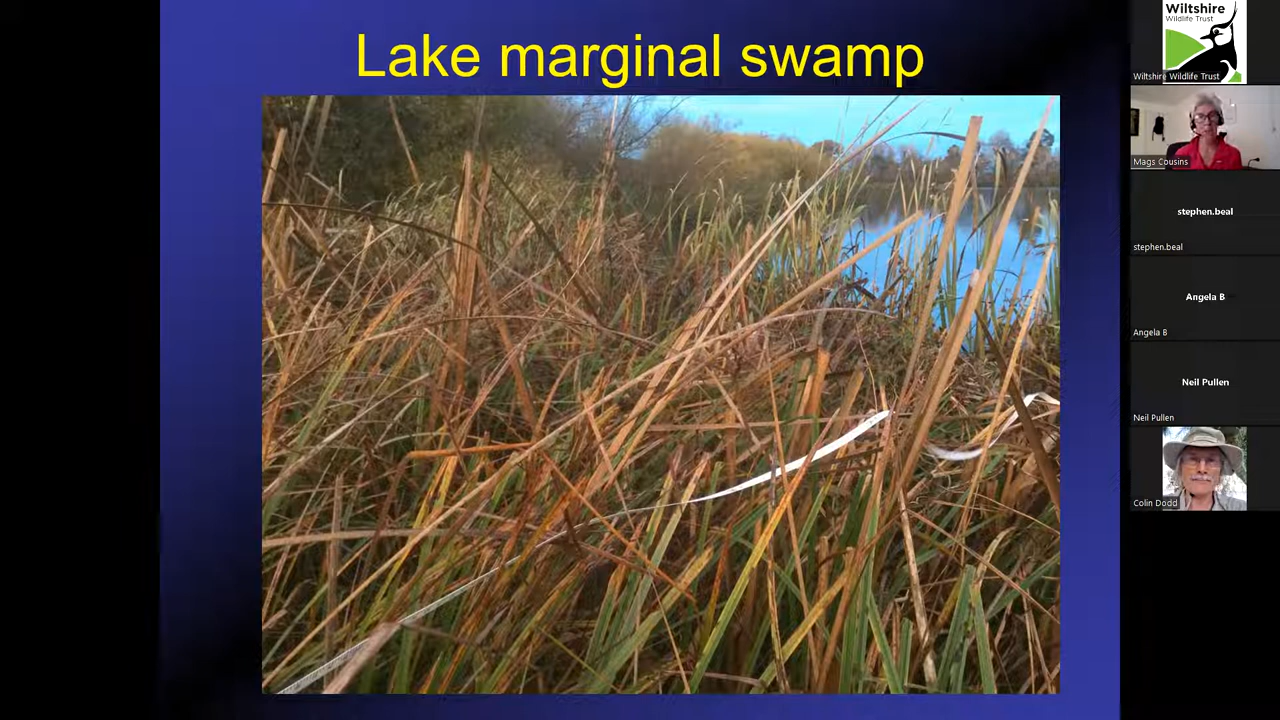 Lake marginal swamp
Wiltshire
Wildlife Trust
Wiltshire Wildlife Trust
Mags Cousins
stephen.beal
stephen.beal
Angela B
Angela B
Neil Pullen
Neil Pullen
Colin Dodd